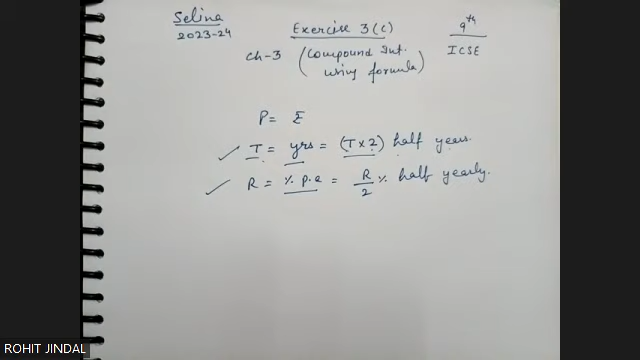 Selina
2023-24
Exercise 3(c)
9th
ICSE
Ch-3 (Compound Int.
using formula)
P= ₹
✓ T = yrs = (T×2) half years.
✓ R = % p.a = R/2 % half yearly.
ROHIT JINDAL